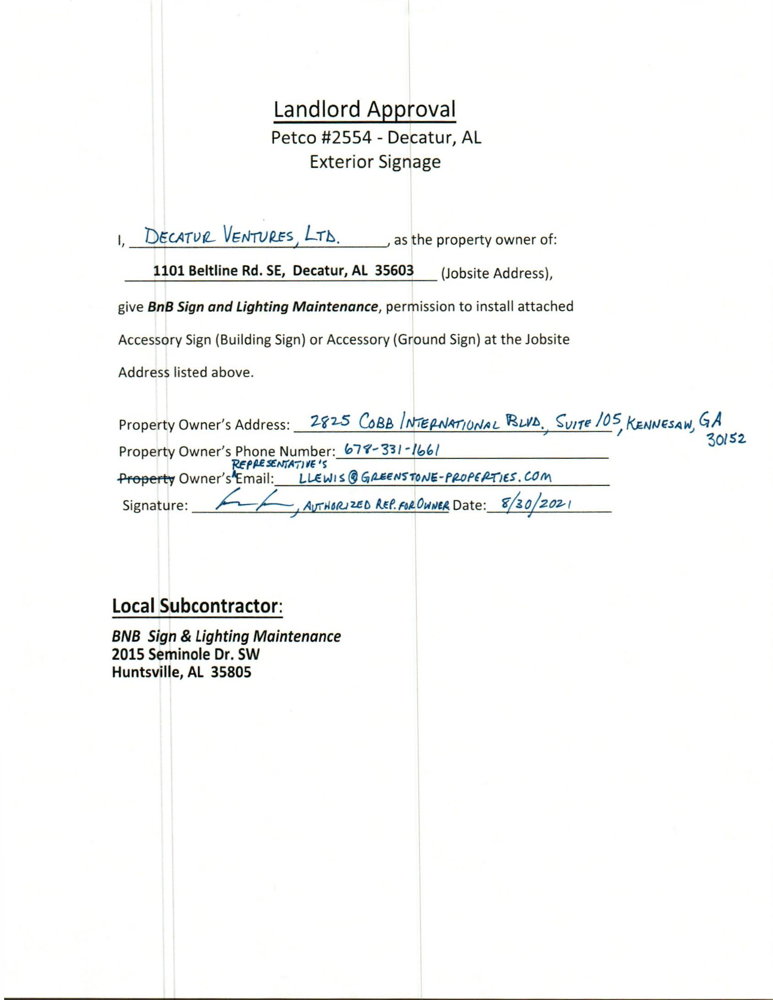 Landlord Approval
Petco #2554 - Decatur, AL
Exterior Signage
I, DECATUR VENTURES, LTD. , as the property owner of:
1101 Beltline Rd. SE, Decatur, AL 35603 (Jobsite Address),
give BnB Sign and Lighting Maintenance, permission to install attached
Accessory Sign (Building Sign) or Accessory (Ground Sign) at the Jobsite
Address listed above.
Property Owner's Address: 2825 COBB INTERNATIONAL BLVD., SUITE 105, KENNESAW, GA
30152
Property Owner's Phone Number: 678-331-1661
REPRESENTATIVE'S
Property Owner's Email: LLEWIS@GREENSTONE-PROPERTIES.COM
Signature: , AUTHORIZED REP. FOR OWNER Date: 8/30/2021
Local Subcontractor:
BNB Sign & Lighting Maintenance
2015 Seminole Dr. SW
Huntsville, AL 35805